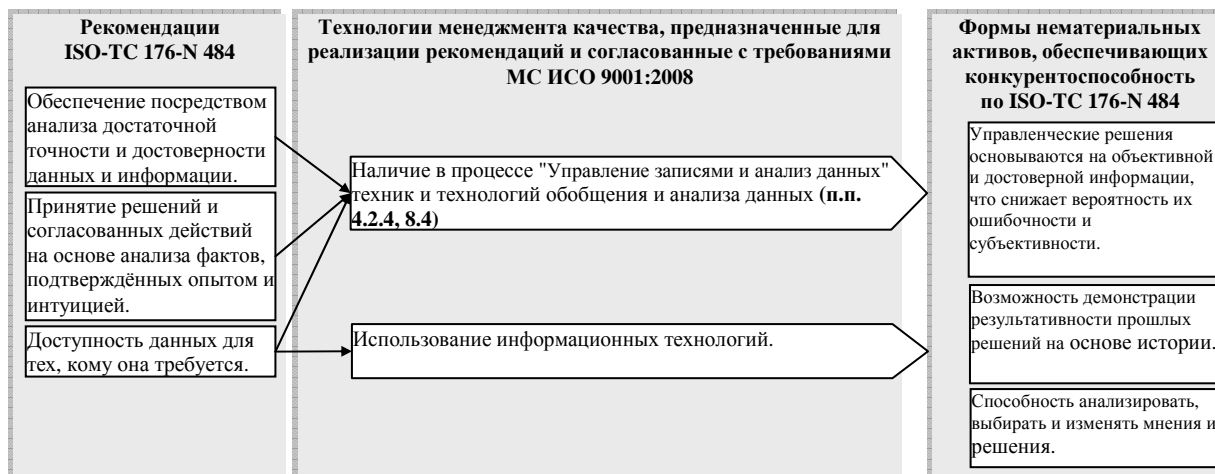 Рекомендации
ISO-TC 176-N 484
Обеспечение посредством
анализа достаточной
точности и достоверности
данных и информации.
Принятие решений и
согласованных действий
на основе анализа фактов,
подтверждённых опытом и
интуицией.
Доступность данных для
тех, кому она требуется.
Технологии менеджмента качества, предназначенные для
реализации рекомендаций и согласованные с требованиями
МС ИСО 9001:2008
Наличие в процессе "Управление записями и анализ данных"
техник и технологий обобщения и анализа данных (п.п.
4.2.4, 8.4)
Использование информационных технологий.
Формы нематериальных
активов, обеспечивающих
конкурентоспособность
по ISO-TC 176-N 484
Управленческие решения
основываются на объективной
и достоверной информации,
что снижает вероятность их
ошибочности и
субъективности.
Возможность демонстрации
результативности прошлых
решений на основе истории.
Способность анализировать,
выбирать и изменять мнения и
решения.